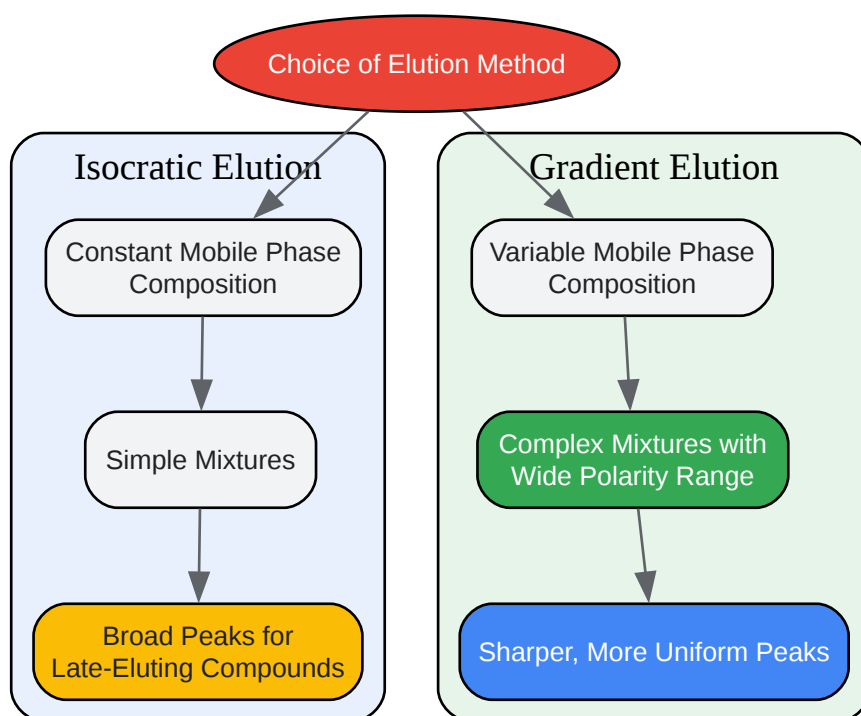 Choice of Elution Method
Isocratic Elution
Constant Mobile Phase
Composition
Simple Mixtures
Broad Peaks for
Late-Eluting Compounds
Gradient Elution
Variable Mobile Phase
Composition
Complex Mixtures with
Wide Polarity Range
Sharper, More Uniform Peaks